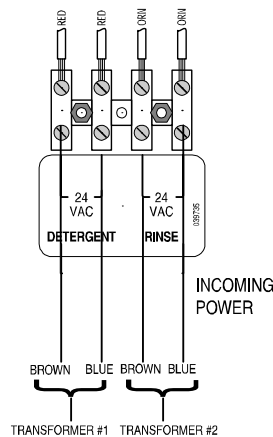 RED RED ORN ORN
24 VAC 24 VAC
DETERGENT RINSE
039735
INCOMING
POWER
BROWN BLUE BROWN BLUE
TRANSFORMER #1 TRANSFORMER #2